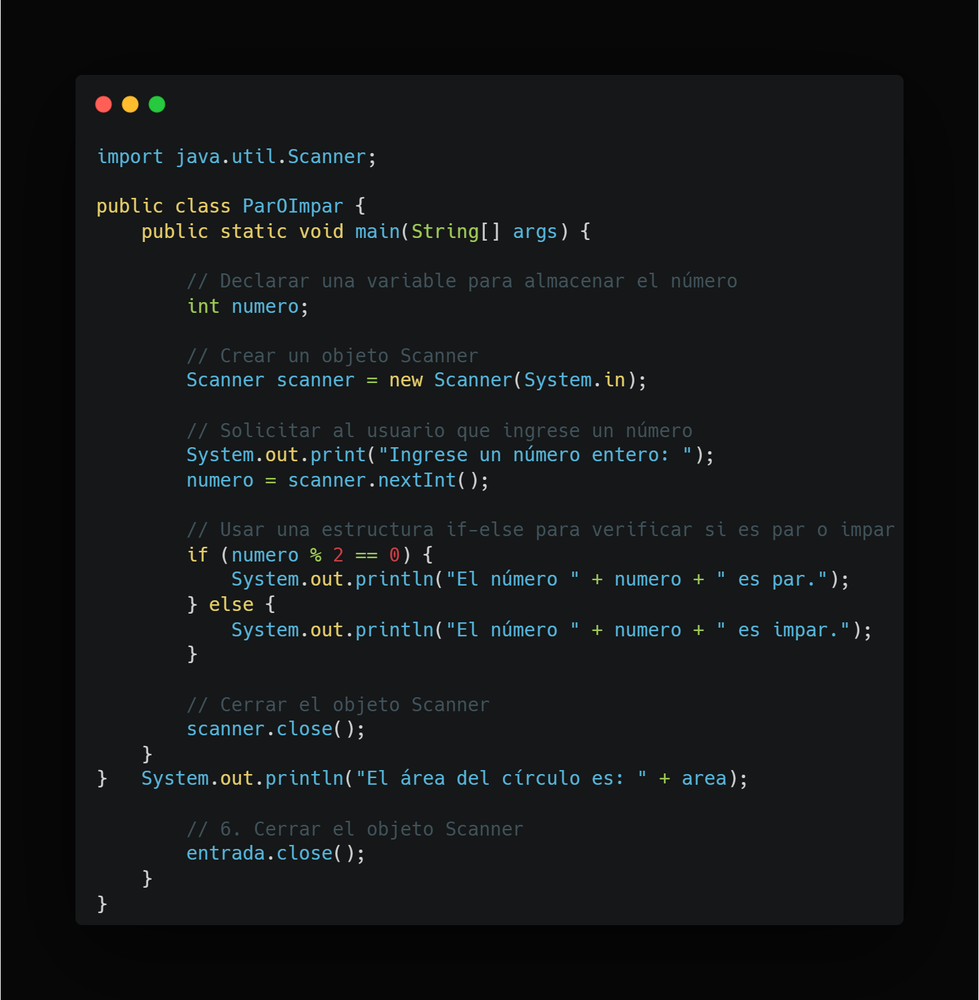 import java.util.Scanner;
public class ParOImpar {
public static void main(String[] args) {
// Declarar una variable para almacenar el número
int numero;
// Crear un objeto Scanner
Scanner scanner = new Scanner(System.in);
// Solicitar al usuario que ingrese un número
System.out.print("Ingrese un número entero: ");
numero = scanner.nextInt();
// Usar una estructura if-else para verificar si es par o impar
if (numero % 2 == 0) {
System.out.println("El número " + numero + " es par.");
} else {
System.out.println("El número " + numero + " es impar.");
}
// Cerrar el objeto Scanner
scanner.close();
}
} System.out.println("El área del círculo es: " + area);
// 6. Cerrar el objeto Scanner
entrada.close();
}
}